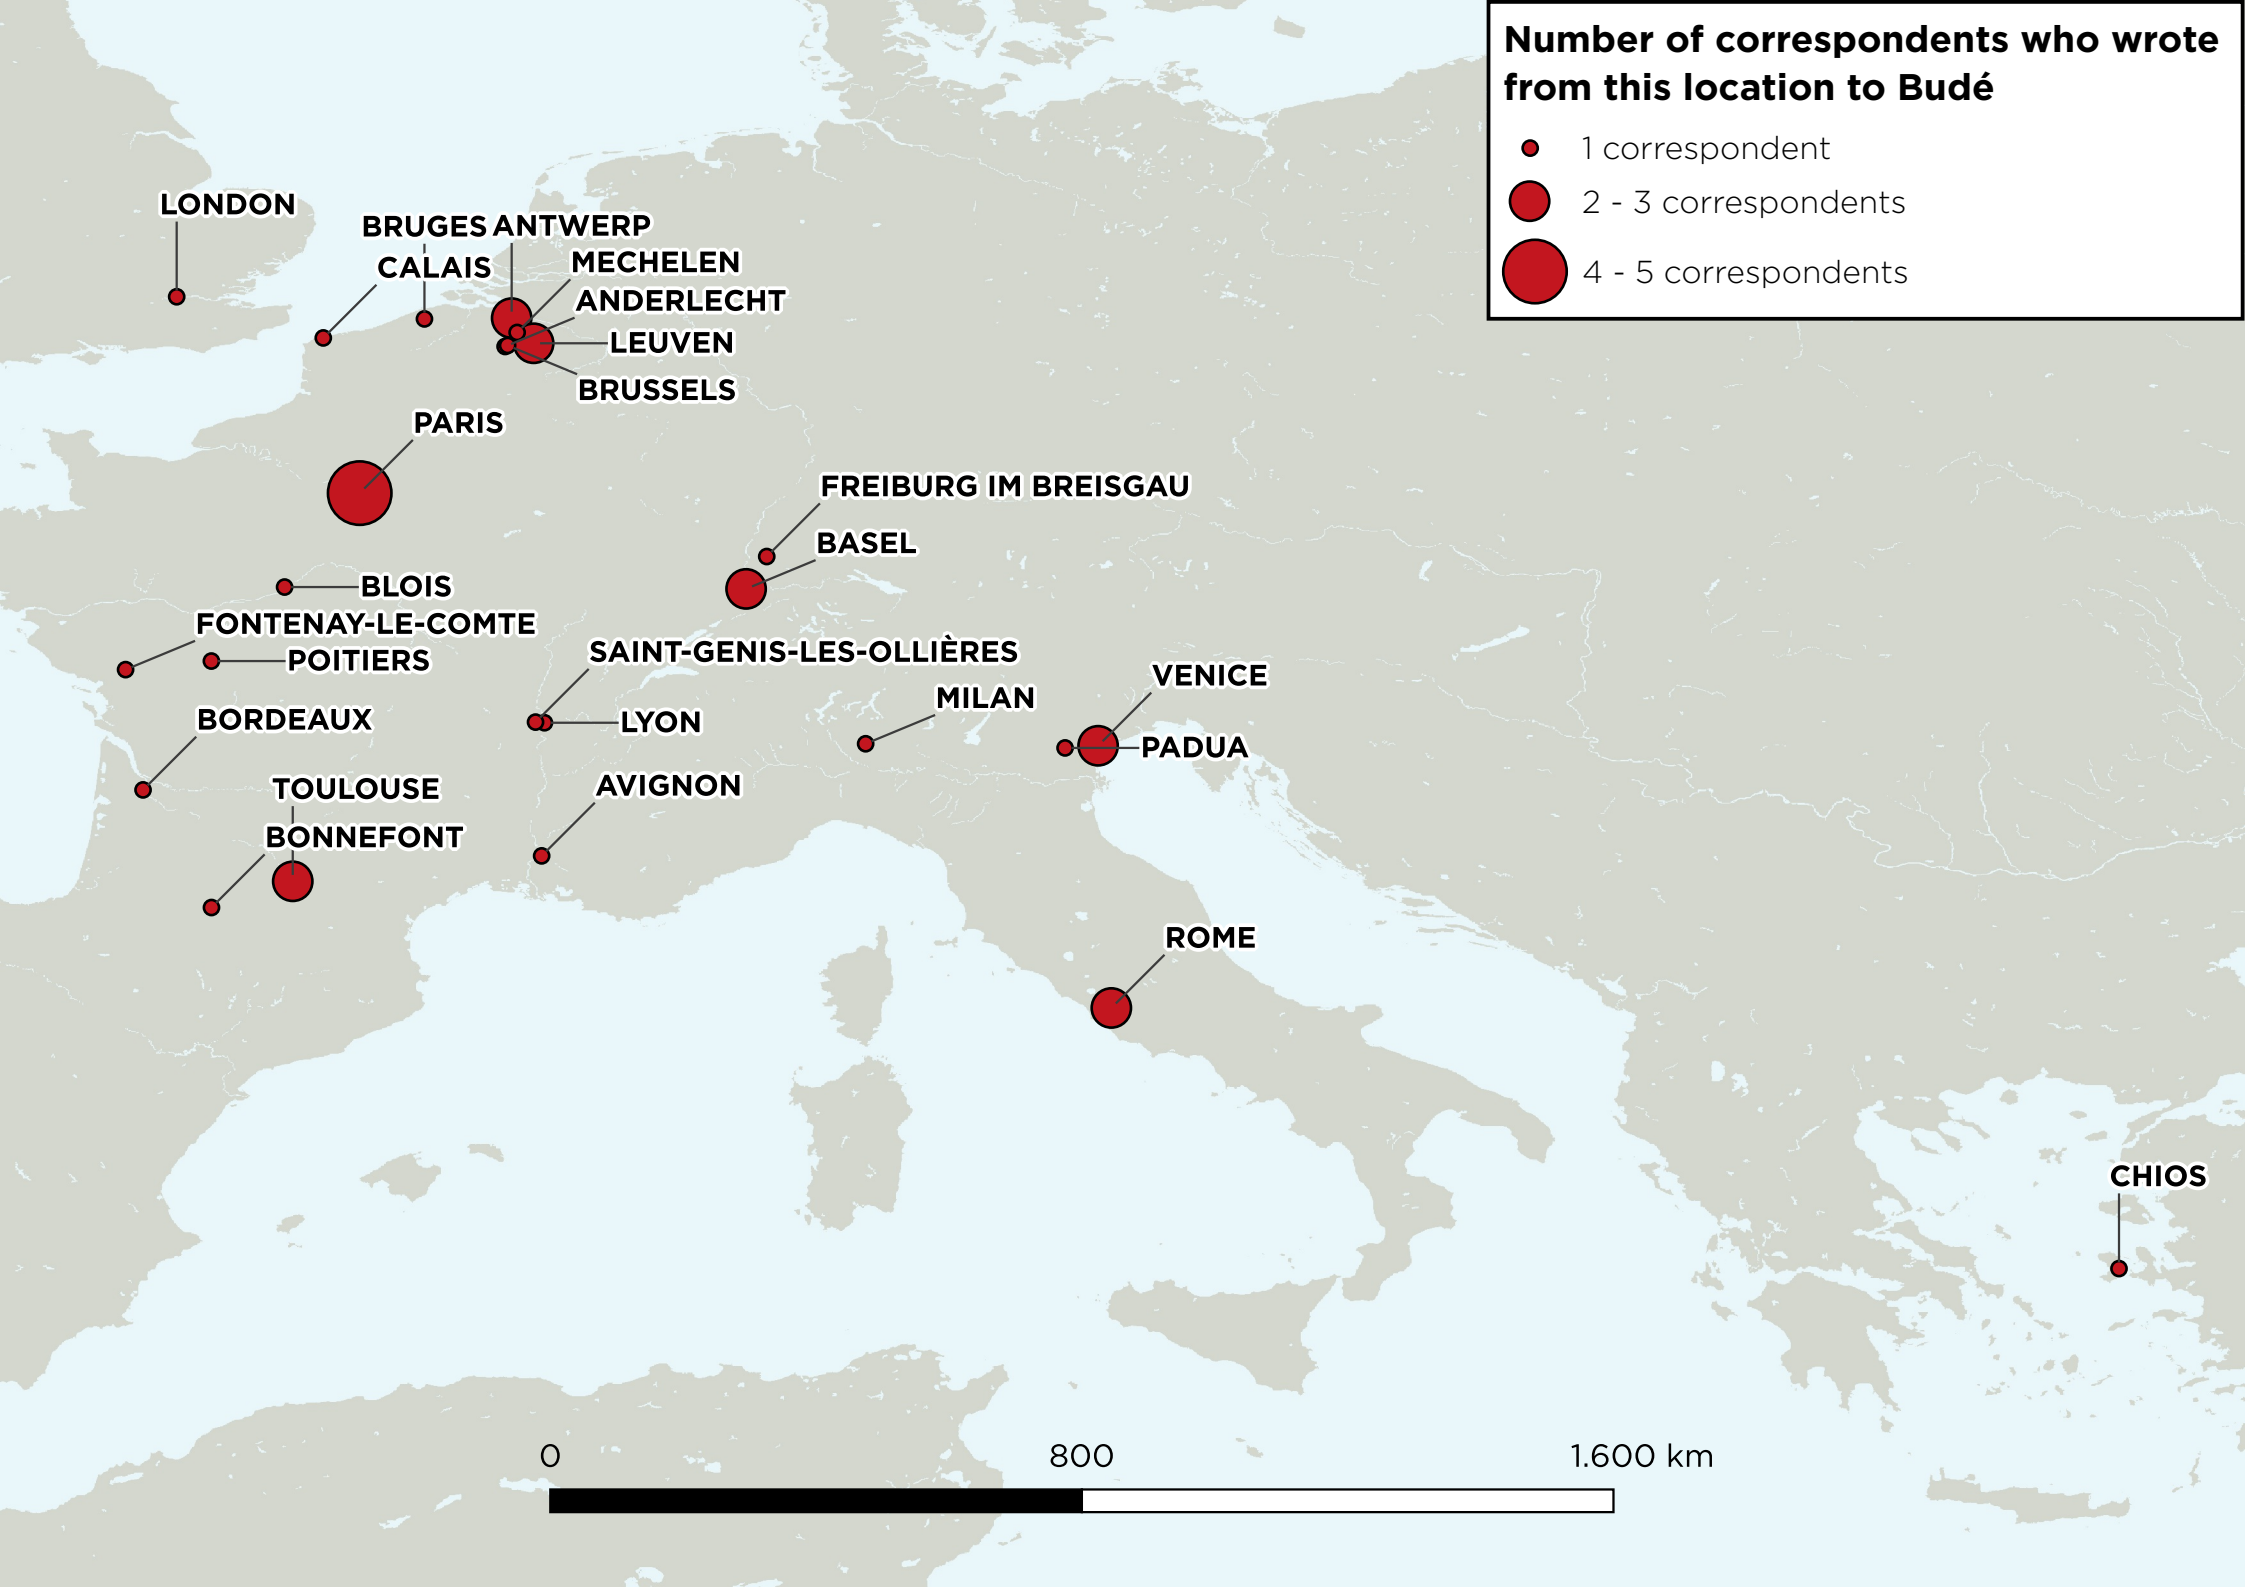 Number of correspondents who wrote
from this location to Budé
1 correspondent
2 - 3 correspondents
4 - 5 correspondents
LONDON
BRUGES
ANTWERP
CALAIS
MECHELEN
ANDERLECHT
LEUVEN
BRUSSELS
PARIS
FREIBURG IM BREISGAU
BASEL
BLOIS
FONTENAY-LE-COMTE
POITIERS
SAINT-GENIS-LES-OLLIÈRES
LYON
MILAN
VENICE
PADUA
BORDEAUX
TOULOUSE
BONNEFONT
AVIGNON
ROME
CHIOS
0
800
1.600 km